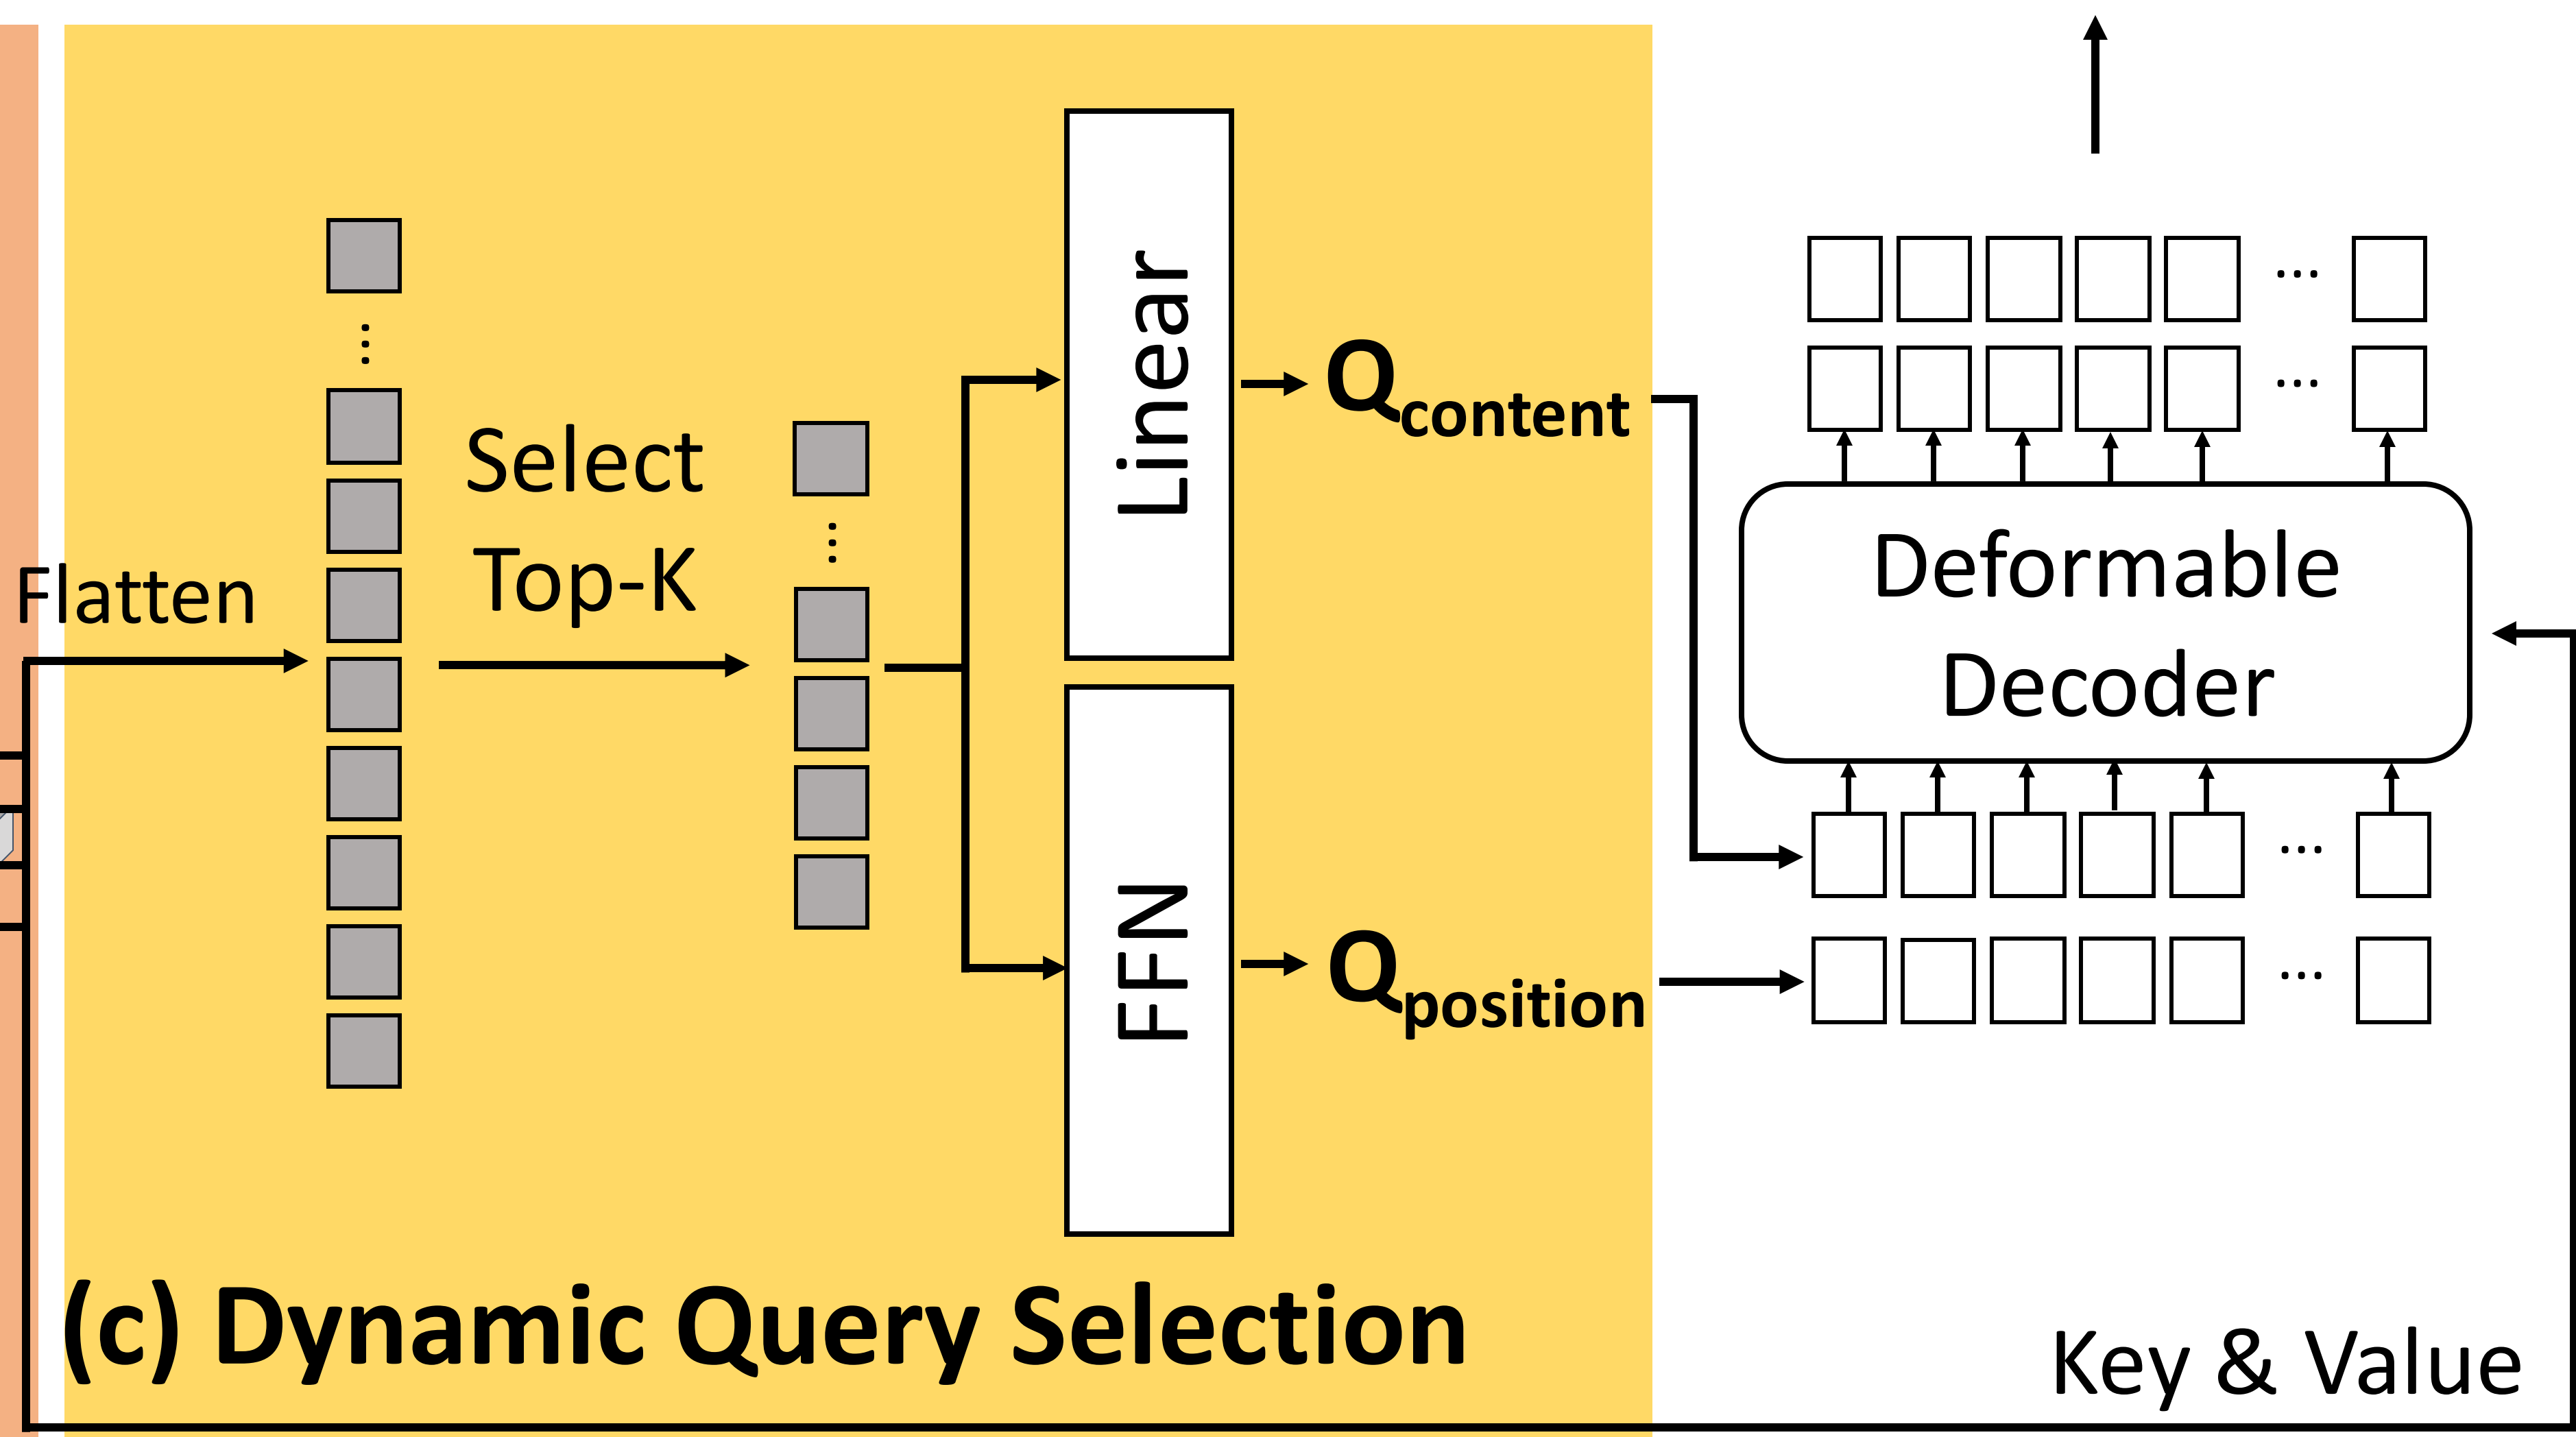 Flatten
Select
Top-K
Linear
FFN
Qcontent
Qposition
(c) Dynamic Query Selection
Deformable
Decoder
Key & Value